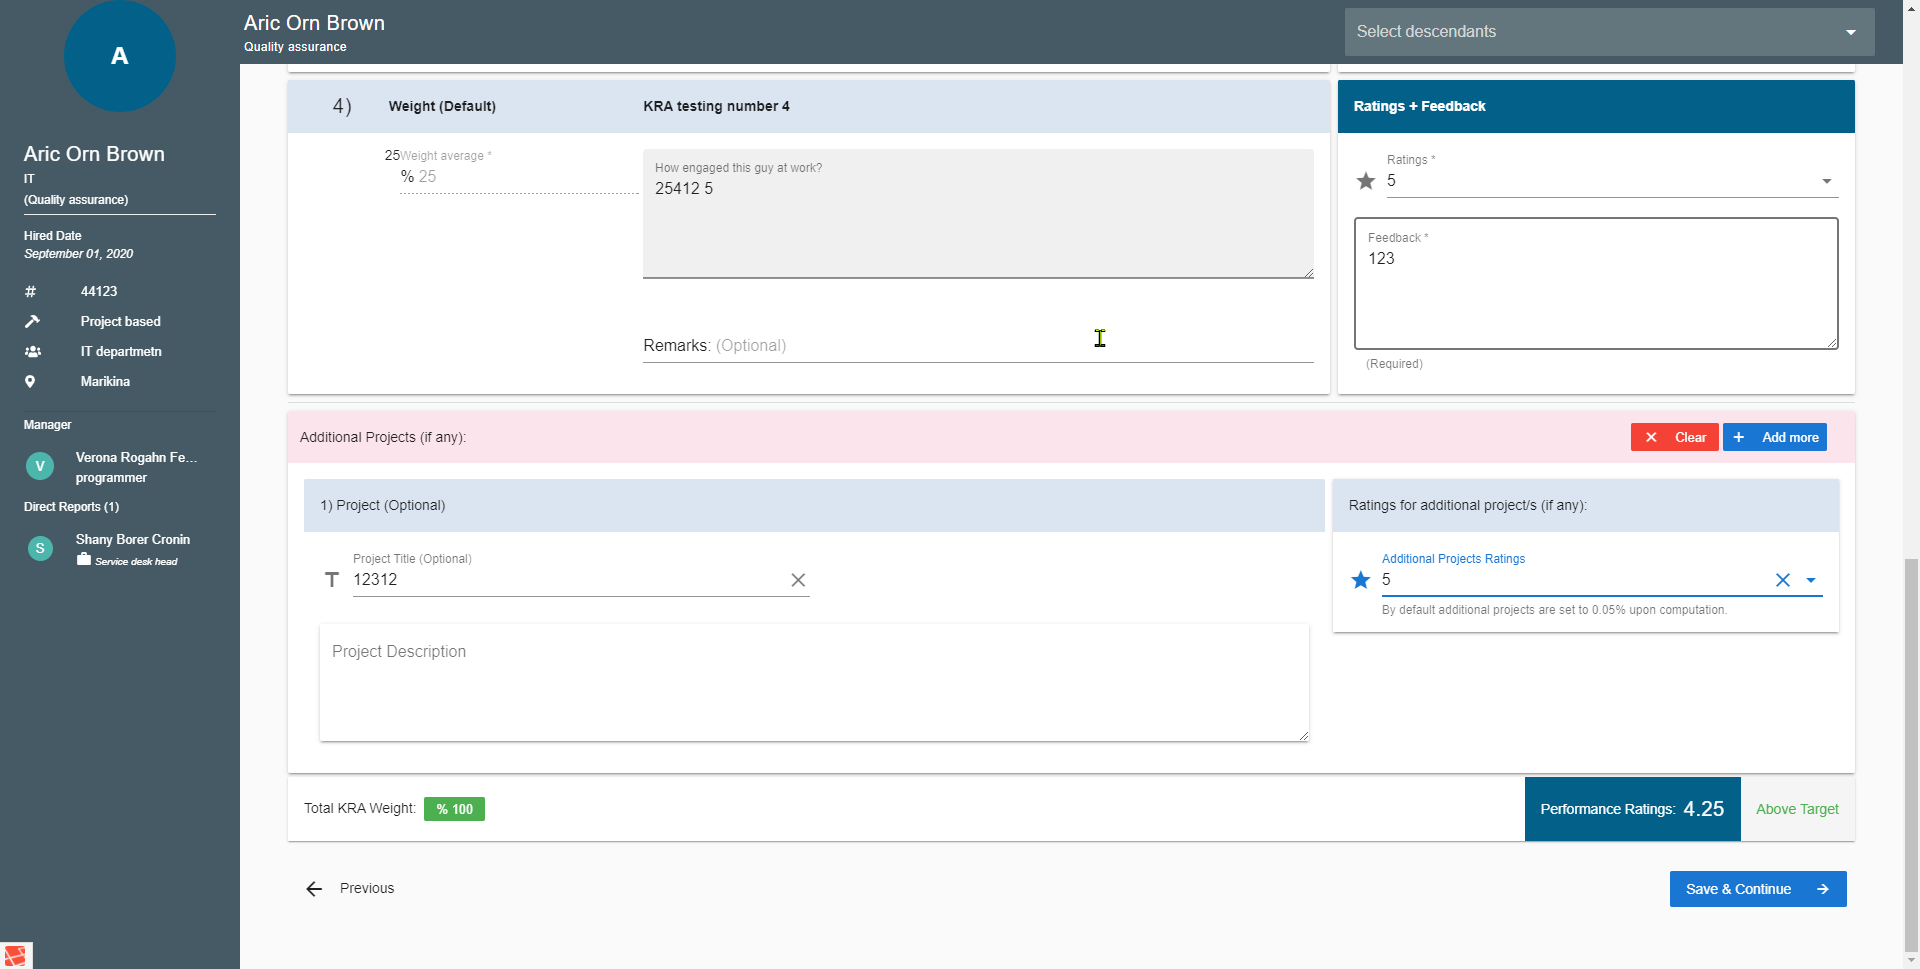 A
Aric Orn Brown
IT
(Quality assurance)
Hired Date
September 01, 2020
# 44123
Project based
IT departmetn
Marikina
Manager
V
Verona Rogahn Fe...
programmer
Direct Reports (1)
S
Shany Borer Cronin
Service desk head
Aric Orn Brown
Quality assurance
Select descendants
4) Weight (Default) KRA testing number 4
25 Weight average *
% 25
How engaged this guy at work?
25412 5
Remarks: (Optional)
Ratings + Feedback
Ratings *
5
Feedback *
123
(Required)
Additional Projects (if any):
Clear
+ Add more
1) Project (Optional)
Project Title (Optional)
12312
Project Description
Ratings for additional project/s (if any):
Additional Projects Ratings
5
By default additional projects are set to 0.05% upon computation.
Total KRA Weight: % 100
Performance Ratings: 4.25
Above Target
Previous
Save & Continue